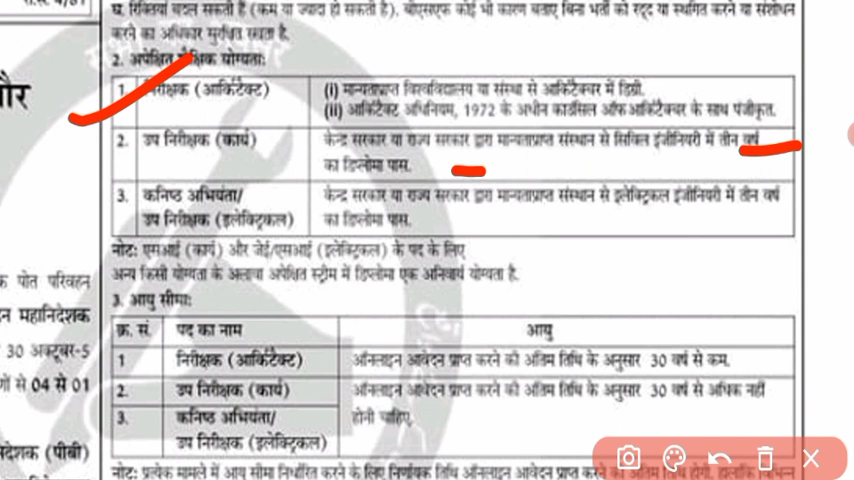 घ. रिक्तियां बदल सकती हैं (कम या ज्यादा हो सकती है). बीएसएफ कोई भी कारण बताए बिना भर्ती को रद्द या स्थगित करने या संशोधन
करने का अधिकार सुरक्षित रखता है.
2. अपेक्षित शैक्षिक योग्यता:
1. निरीक्षक (आर्किटैक्ट) (i) मान्यताप्राप्त विश्वविद्यालय या संस्था से आर्किटैक्चर में डिग्री.
(ii) आर्किटैक्ट अधिनियम, 1972 के अधीन काउंसिल ऑफ आर्किटैक्चर के साथ पंजीकृत.
2. उप निरीक्षक (कार्य) केन्द्र सरकार या राज्य सरकार द्वारा मान्यताप्राप्त संस्थान से सिविल इंजीनियरी में तीन वर्ष
का डिप्लोमा पास.
3. कनिष्ठ अभियंता/ केन्द्र सरकार या राज्य सरकार द्वारा मान्यताप्राप्त संस्थान से इलेक्ट्रिकल इंजीनियरी में तीन वर्ष
उप निरीक्षक (इलेक्ट्रिकल) का डिप्लोमा पास.
नोट: एसआई (कार्य) और जेई/एसआई (इलेक्ट्रिकल) के पद के लिए
अन्य किसी योग्यता के अलावा अपेक्षित स्ट्रीम में डिप्लोमा एक अनिवार्य योग्यता है.
3. आयु सीमा:
क्र. सं. पद का नाम आयु
1 निरीक्षक (आर्किटैक्ट) ऑनलाइन आवेदन प्राप्त करने की अंतिम तिथि के अनुसार 30 वर्ष से कम.
2. उप निरीक्षक (कार्य) ऑनलाइन आवेदन प्राप्त करने की अंतिम तिथि के अनुसार 30 वर्ष से अधिक नहीं
3. कनिष्ठ अभियंता/ होनी चाहिए.
उप निरीक्षक (इलेक्ट्रिकल)
नोट: प्रत्येक मामले में आयु सीमा निर्धारित करने के लिए निर्णायक तिथि ऑनलाइन आवेदन प्राप्त करने की अंतिम तिथि होगी.
और
क पोत परिवहन
न महानिदेशक
30 अक्टूबर-5
गों से 04 से 01
नदेशक (पीबी)